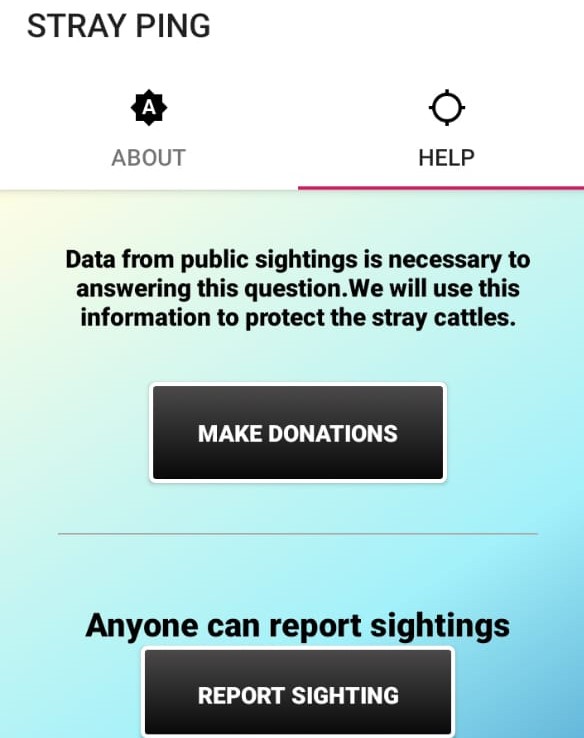 STRAY PING
A
ABOUT
HELP
Data from public sightings is necessary to
answering this question.We will use this
information to protect the stray cattles.
MAKE DONATIONS
Anyone can report sightings
REPORT SIGHTING